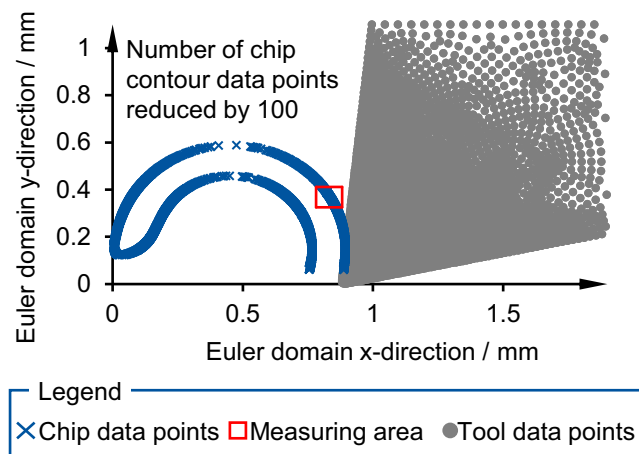 Euler domain y-direction / mm
1
0.8
0.6
0.4
0.2
0
Number of chip
contour data points
reduced by 100
0
0.5
1
1.5
Euler domain x-direction / mm
Legend
Chip data points
Measuring area
Tool data points